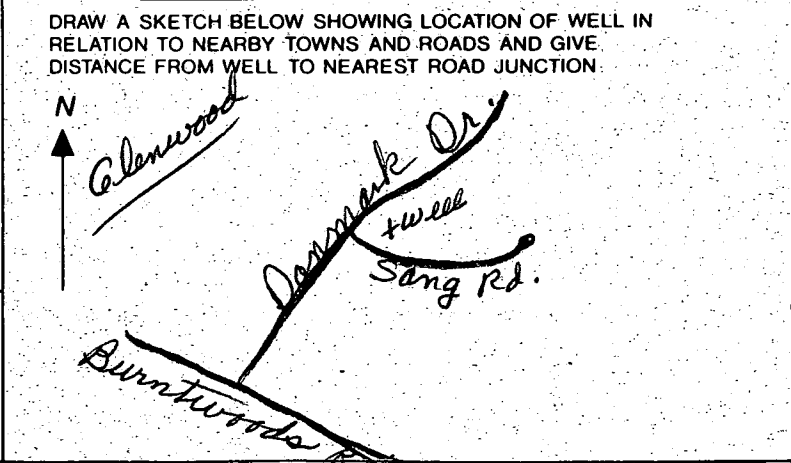 DRAW A SKETCH BELOW SHOWING LOCATION OF WELL IN
RELATION TO NEARBY TOWNS AND ROADS AND GIVE
DISTANCE FROM WELL TO NEAREST ROAD JUNCTION
N
Glenwood
Danmark Dr.
+ Well
Sang Rd.
Burntwoods